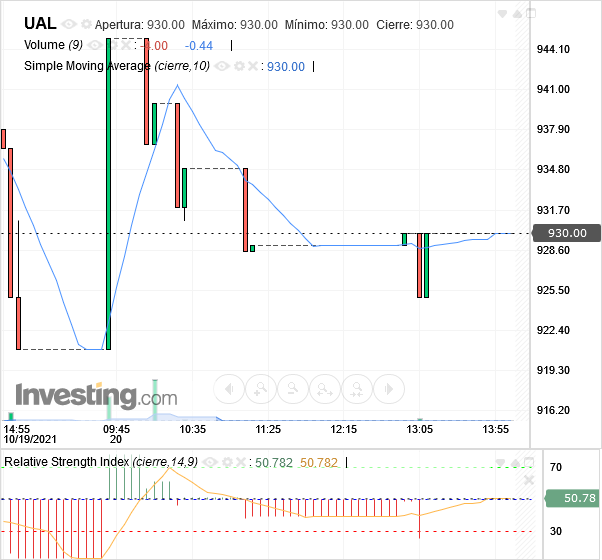 UAL Apertura: 930.00 Máximo: 930.00 Mínimo: 930.00 Cierre: 930.00
Volume (9) : -4.00 -0.44
Simple Moving Average (cierre,10) : 930.00
944.10
941.00
937.90
934.80
931.70
930.00
928.60
925.50
922.40
919.30
916.20
Investing.com
14:55 09:45 10:35 11:25 12:15 13:05 13:55
10/19/2021 20
Relative Strength Index (cierre,14,9) : 50.782 50.782
70
50.78
30